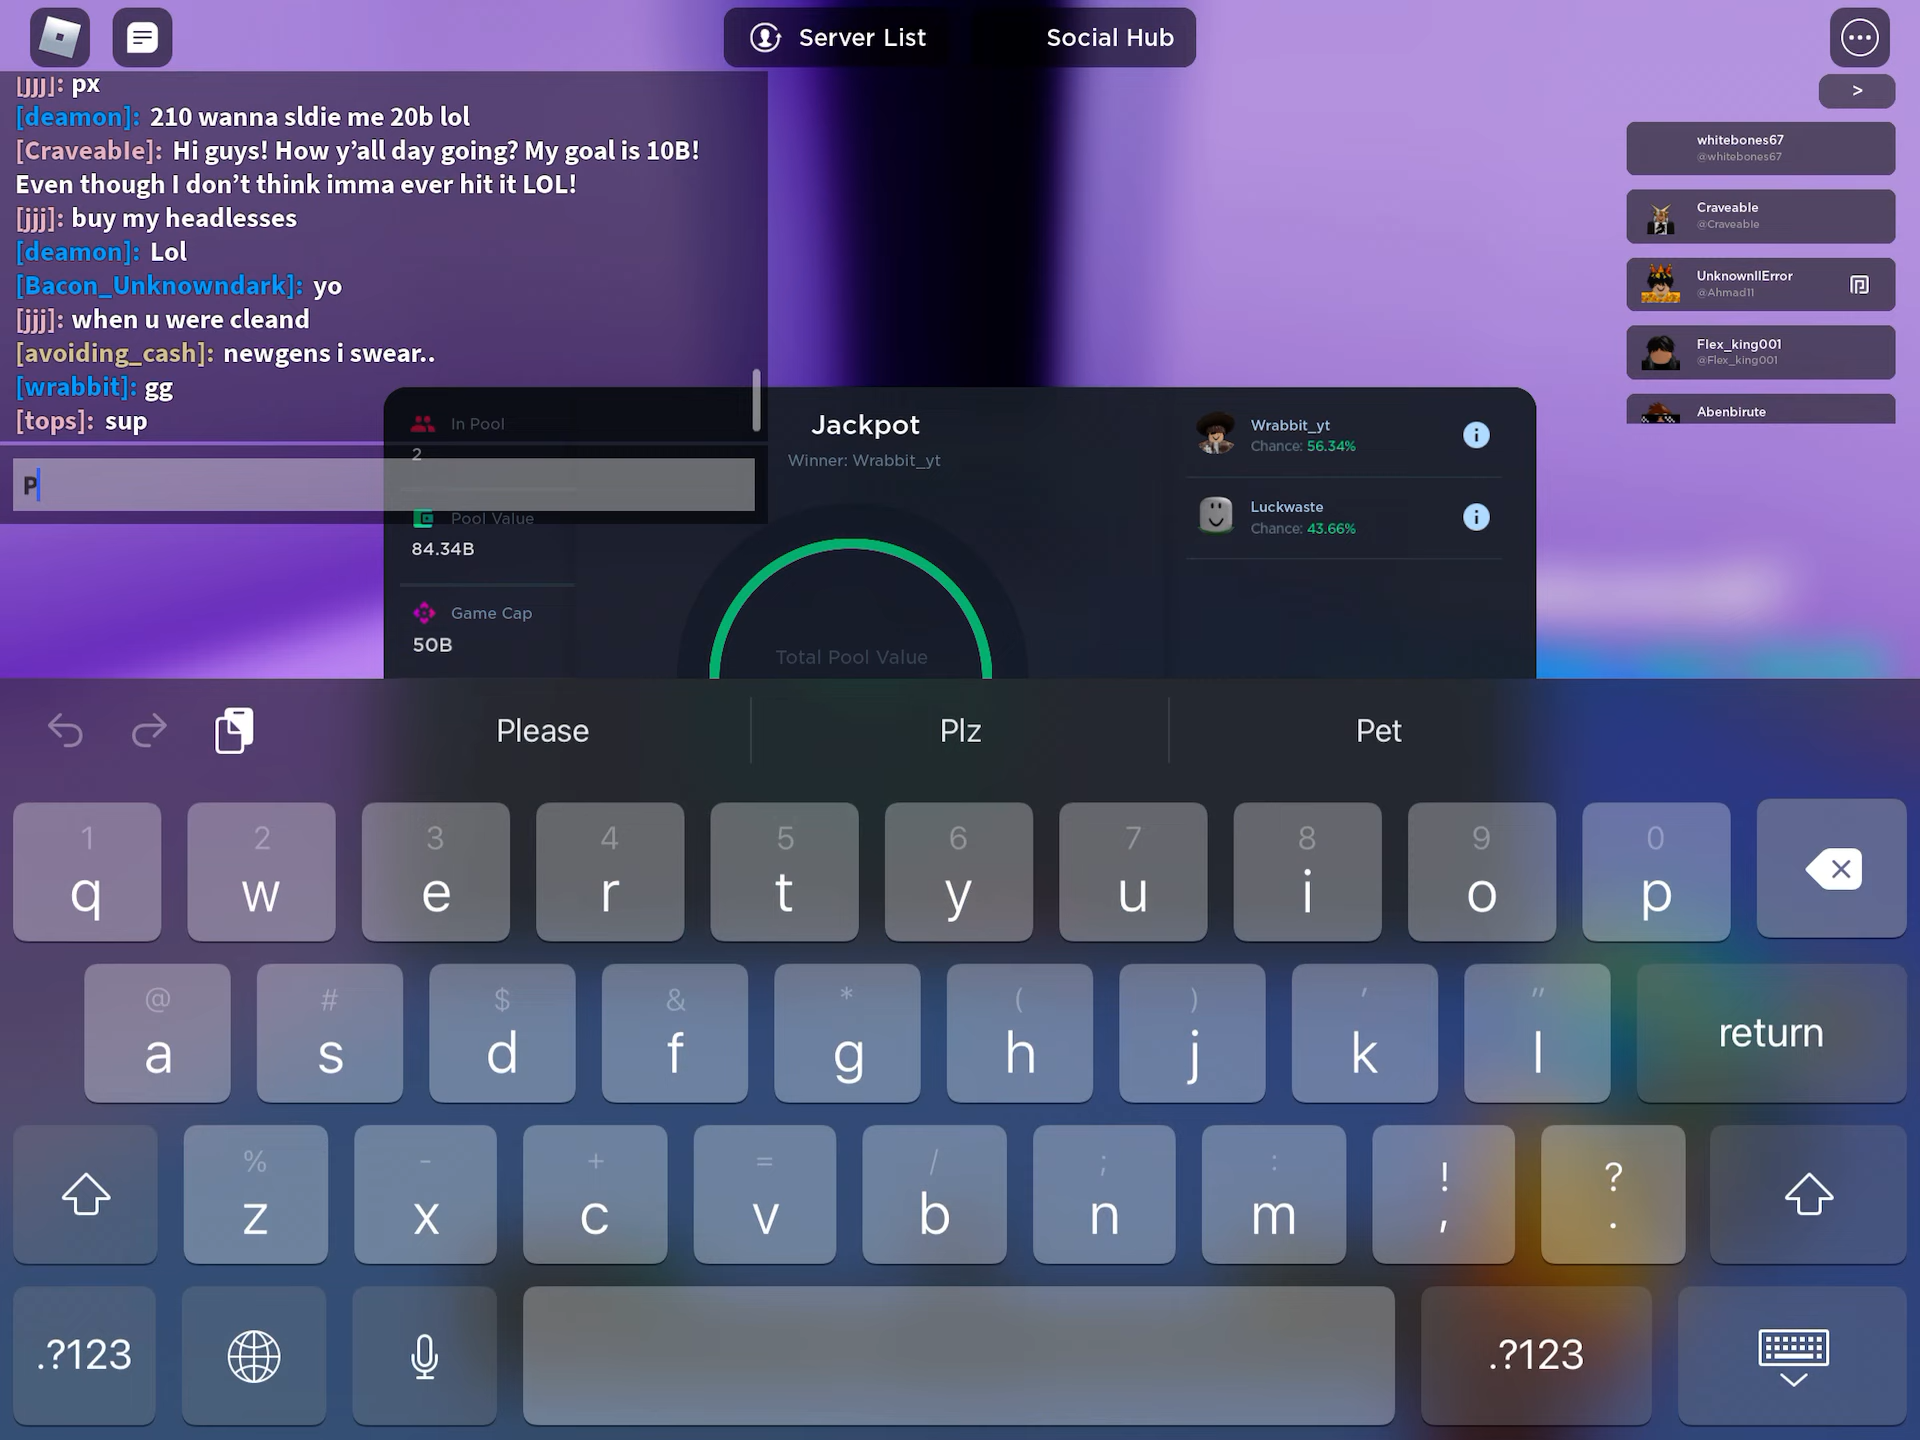 Server List
Social Hub
[jjj]: px
[deamon]: 210 wanna sldie me 20b lol
[CraveabIe]: Hi guys! How y’all day going? My goal is 10B!
Even though I don’t think imma ever hit it LOL!
[jjj]: buy my headlesses
[deamon]: Lol
[Bacon_Unknowndark]: yo
[jjj]: when u were cleand
[avoiding_cash]: newgens i swear..
[wrabbit]: gg
[tops]: sup
P
>
whitebones67
@whitebones67
Craveable
@Craveable
UnknownIlError
@Ahmad11
Flex_king001
@Flex_king001
Abenbirute
In Pool
2
Pool Value
84.34B
Game Cap
50B
Jackpot
Winner: Wrabbit_yt
Total Pool Value
Wrabbit_yt
Chance: 56.34%
Luckwaste
Chance: 43.66%
Please
Plz
Pet
1 2 3 4 5 6 7 8 9 0
q w e r t y u i o p
@ # $ & * ( ) ' "
a s d f g h j k l return
% - + = / ; : ! ?
z x c v b n m , .
.?123
.?123